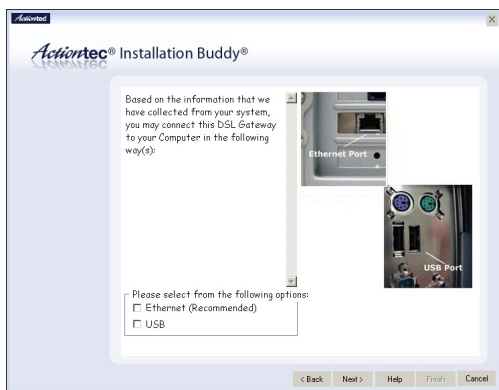 Actiontec
X
Actiontec® Installation Buddy®
Based on the information that we
have collected from your system,
you may connect this DSL Gateway
to your Computer in the following
way(s):
Ethernet Port
USB Port
Please select from the following options:
Ethernet (Recommended)
USB
< Back Next > Help Finish Cancel